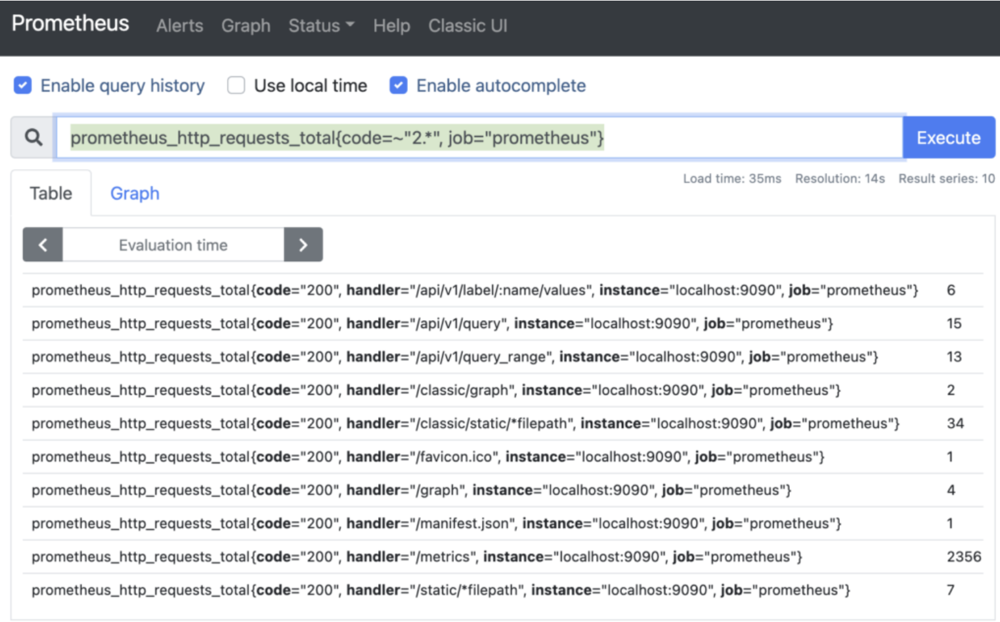 Prometheus Alerts Graph Status Help Classic UI
Enable query history Use local time Enable autocomplete
prometheus_http_requests_total{code=~"2.*", job="prometheus"} Execute
Load time: 35ms Resolution: 14s Result series: 10
Table Graph
Evaluation time
prometheus_http_requests_total{code="200", handler="/api/v1/label/:name/values", instance="localhost:9090", job="prometheus"} 6
prometheus_http_requests_total{code="200", handler="/api/v1/query", instance="localhost:9090", job="prometheus"} 15
prometheus_http_requests_total{code="200", handler="/api/v1/query_range", instance="localhost:9090", job="prometheus"} 13
prometheus_http_requests_total{code="200", handler="/classic/graph", instance="localhost:9090", job="prometheus"} 2
prometheus_http_requests_total{code="200", handler="/classic/static/*filepath", instance="localhost:9090", job="prometheus"} 34
prometheus_http_requests_total{code="200", handler="/favicon.ico", instance="localhost:9090", job="prometheus"} 1
prometheus_http_requests_total{code="200", handler="/graph", instance="localhost:9090", job="prometheus"} 4
prometheus_http_requests_total{code="200", handler="/manifest.json", instance="localhost:9090", job="prometheus"} 1
prometheus_http_requests_total{code="200", handler="/metrics", instance="localhost:9090", job="prometheus"} 2356
prometheus_http_requests_total{code="200", handler="/static/*filepath", instance="localhost:9090", job="prometheus"} 7